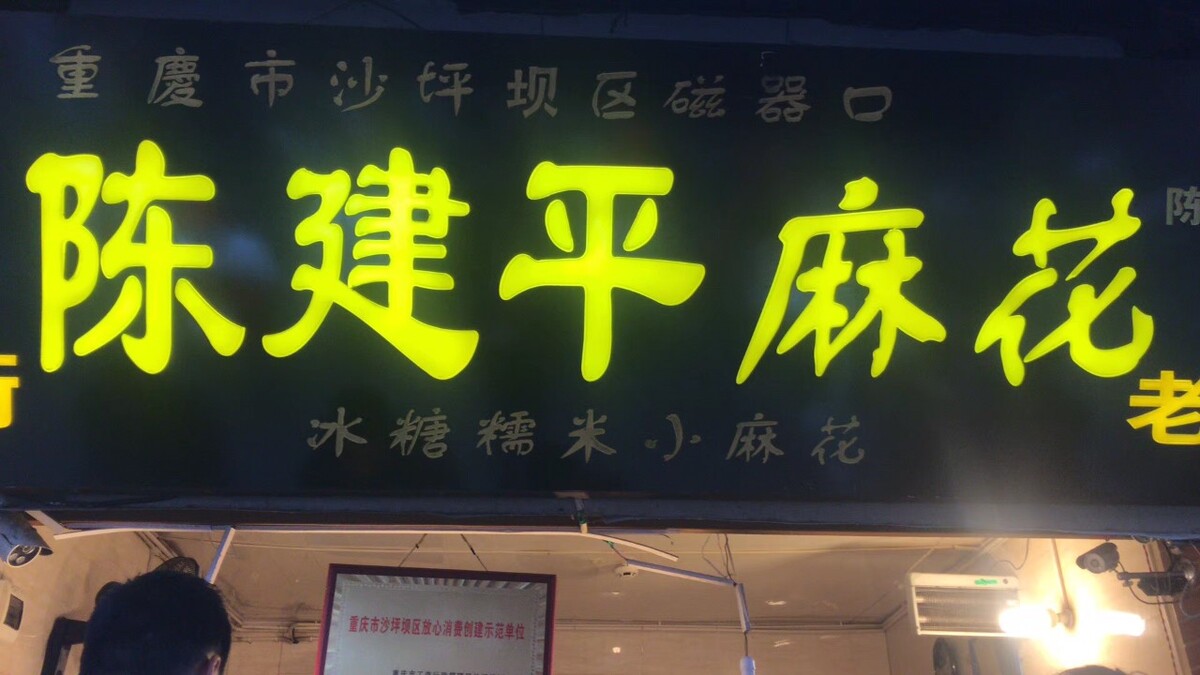 重慶市沙坪坝区磁器口
陈建平麻花
陈
老
冰糖糯米小麻花
重庆市沙坪坝区放心消费创建示范单位